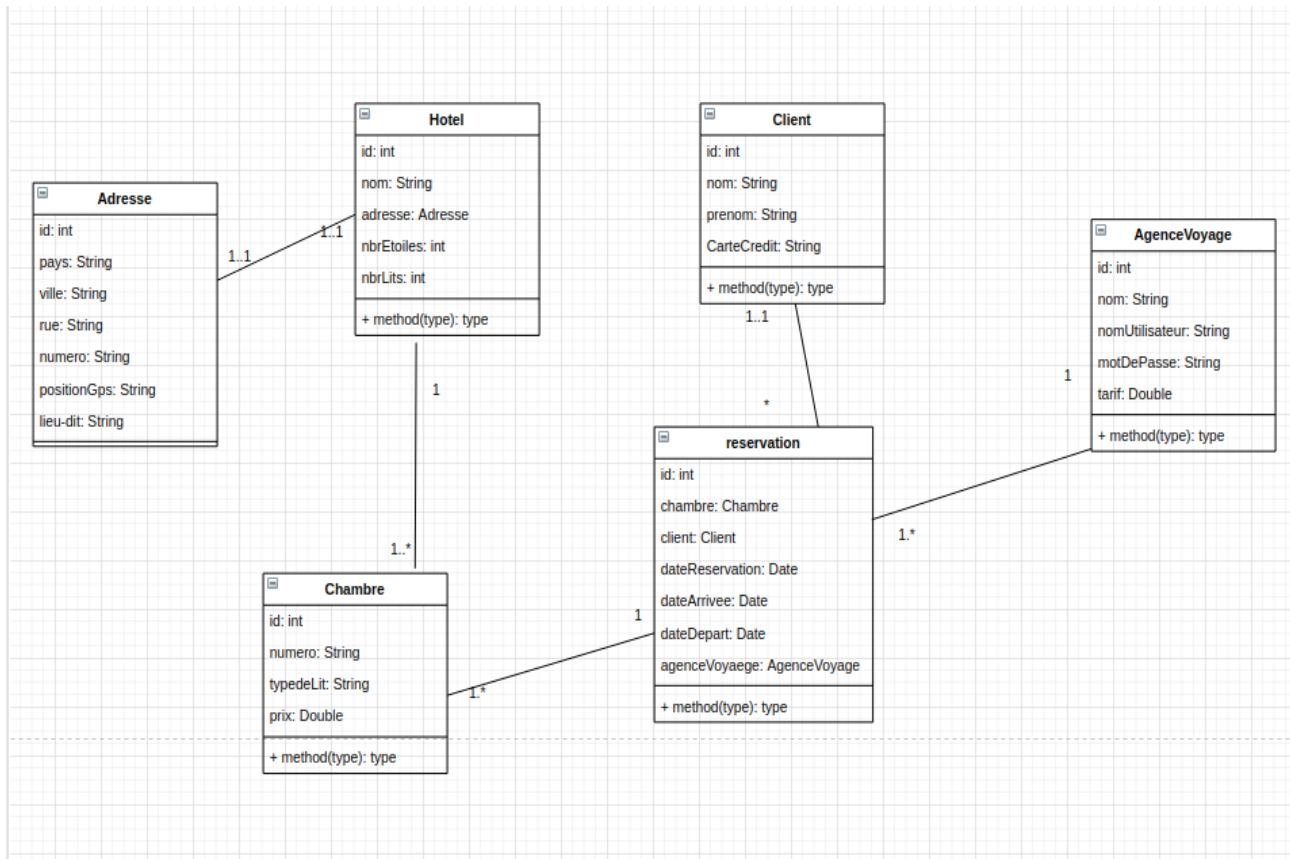 Hotel
id: int
nom: String
adresse: Adresse
nbrEtoiles: int
nbrLits: int
+ method(type): type
Client
id: int
nom: String
prenom: String
CarteCredit: String
+ method(type): type
Adresse
id: int
pays: String
ville: String
rue: String
numero: String
positionGps: String
lieu-dit: String
AgenceVoyage
id: int
nom: String
nomUtilisateur: String
motDePasse: String
tarif: Double
+ method(type): type
1..1
1..1
1..1
1
1
*
reservation
id: int
chambre: Chambre
client: Client
dateReservation: Date
dateArrivee: Date
dateDepart: Date
agenceVoyaege: AgenceVoyage
+ method(type): type
1.*
1..*
Chambre
id: int
numero: String
typedeLit: String
prix: Double
+ method(type): type
1
1.*